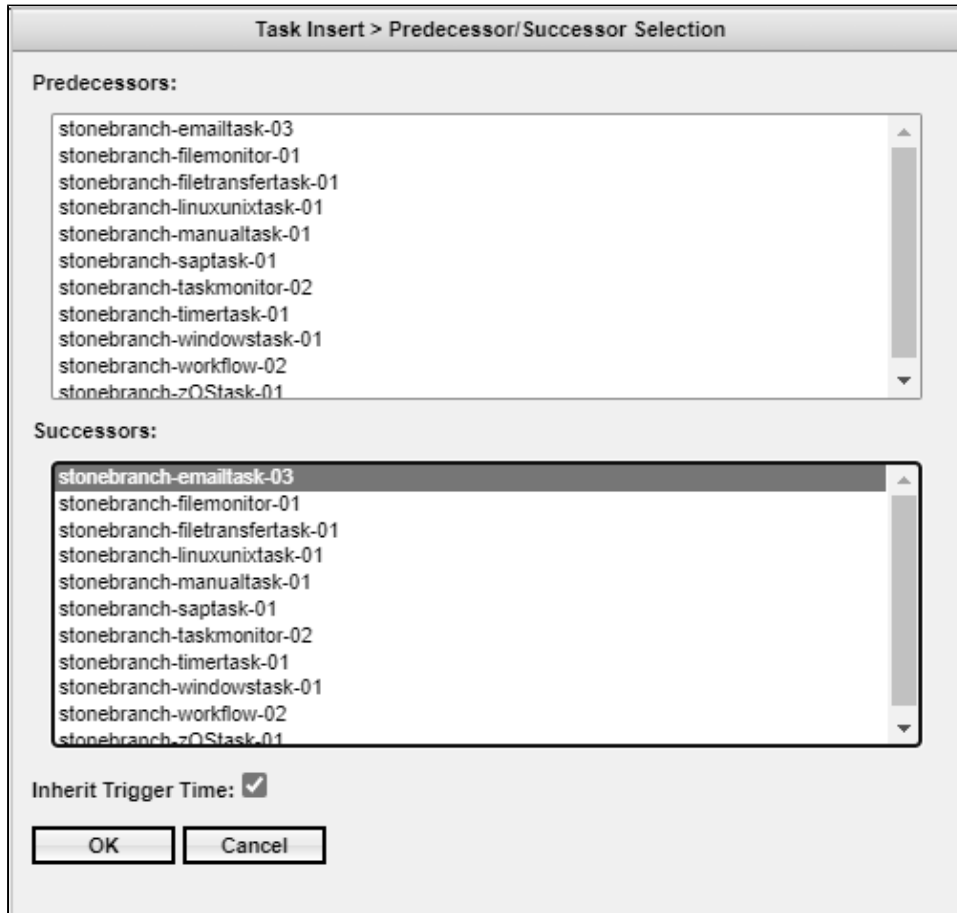 Task Insert > Predecessor/Successor Selection
Predecessors:
stonebranch-emailtask-03
stonebranch-filemonitor-01
stonebranch-filetransfertask-01
stonebranch-linuxunixtask-01
stonebranch-manualtask-01
stonebranch-saptask-01
stonebranch-taskmonitor-02
stonebranch-timertask-01
stonebranch-windowstask-01
stonebranch-workflow-02
stonebranch-zOStask-01
Successors:
stonebranch-emailtask-03
stonebranch-filemonitor-01
stonebranch-filetransfertask-01
stonebranch-linuxunixtask-01
stonebranch-manualtask-01
stonebranch-saptask-01
stonebranch-taskmonitor-02
stonebranch-timertask-01
stonebranch-windowstask-01
stonebranch-workflow-02
stonebranch-zOStask-01
Inherit Trigger Time:
OK Cancel